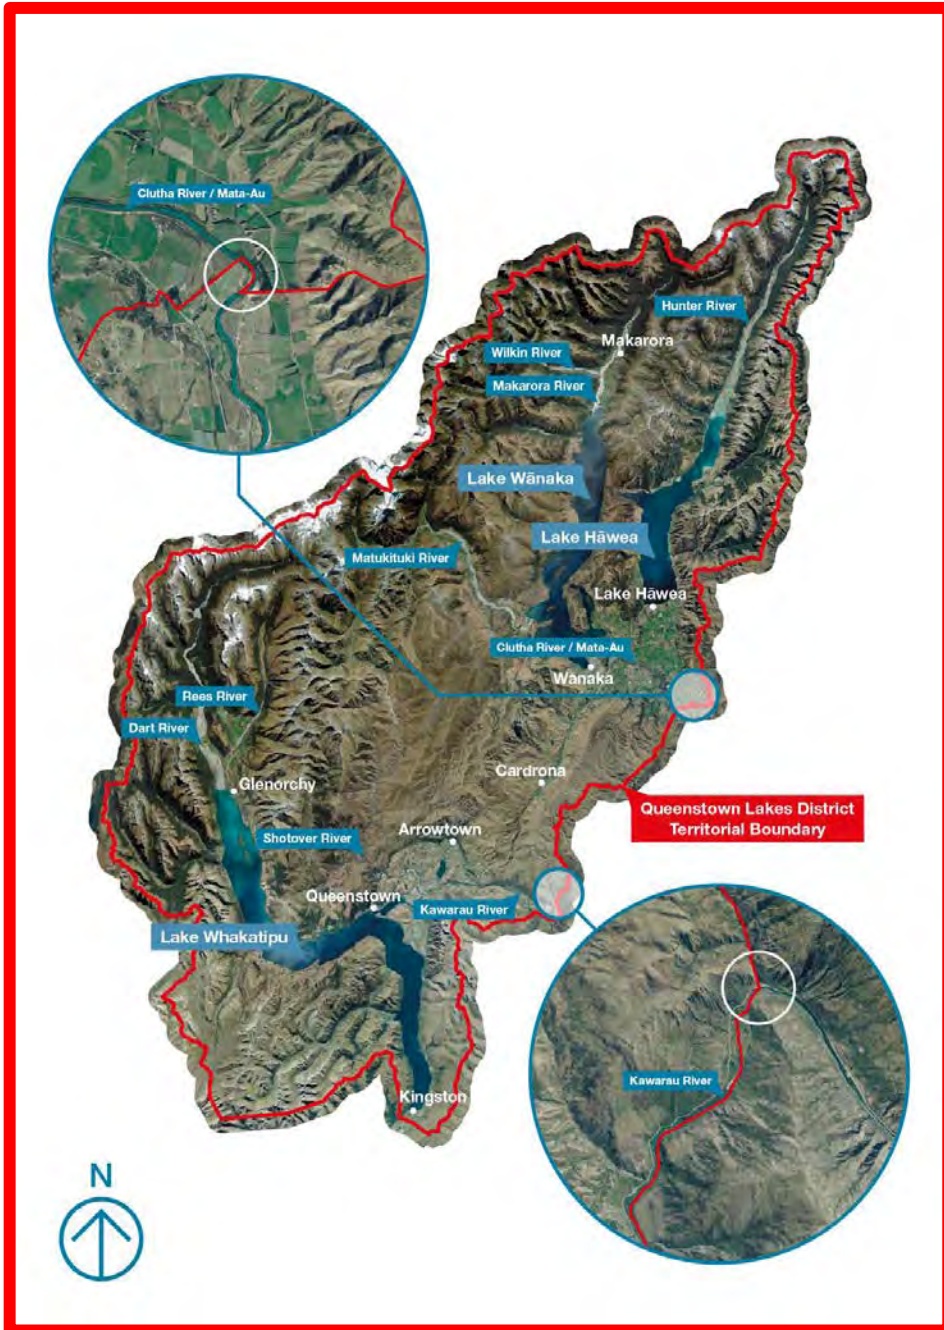 Clutha River / Mata-Au
Hunter River
Makarora
Wilkin River
Makarora River
Lake Wānaka
Lake Hāwea
Matukituki River
Lake Hāwea
Clutha River / Mata-Au
Wānaka
Rees River
Dart River
Cardrona
Glenorchy
Queenstown Lakes District
Territorial Boundary
Arrowtown
Shotover River
Queenstown
Kawarau River
Lake Whakatipu
Kawarau River
Kingston
N